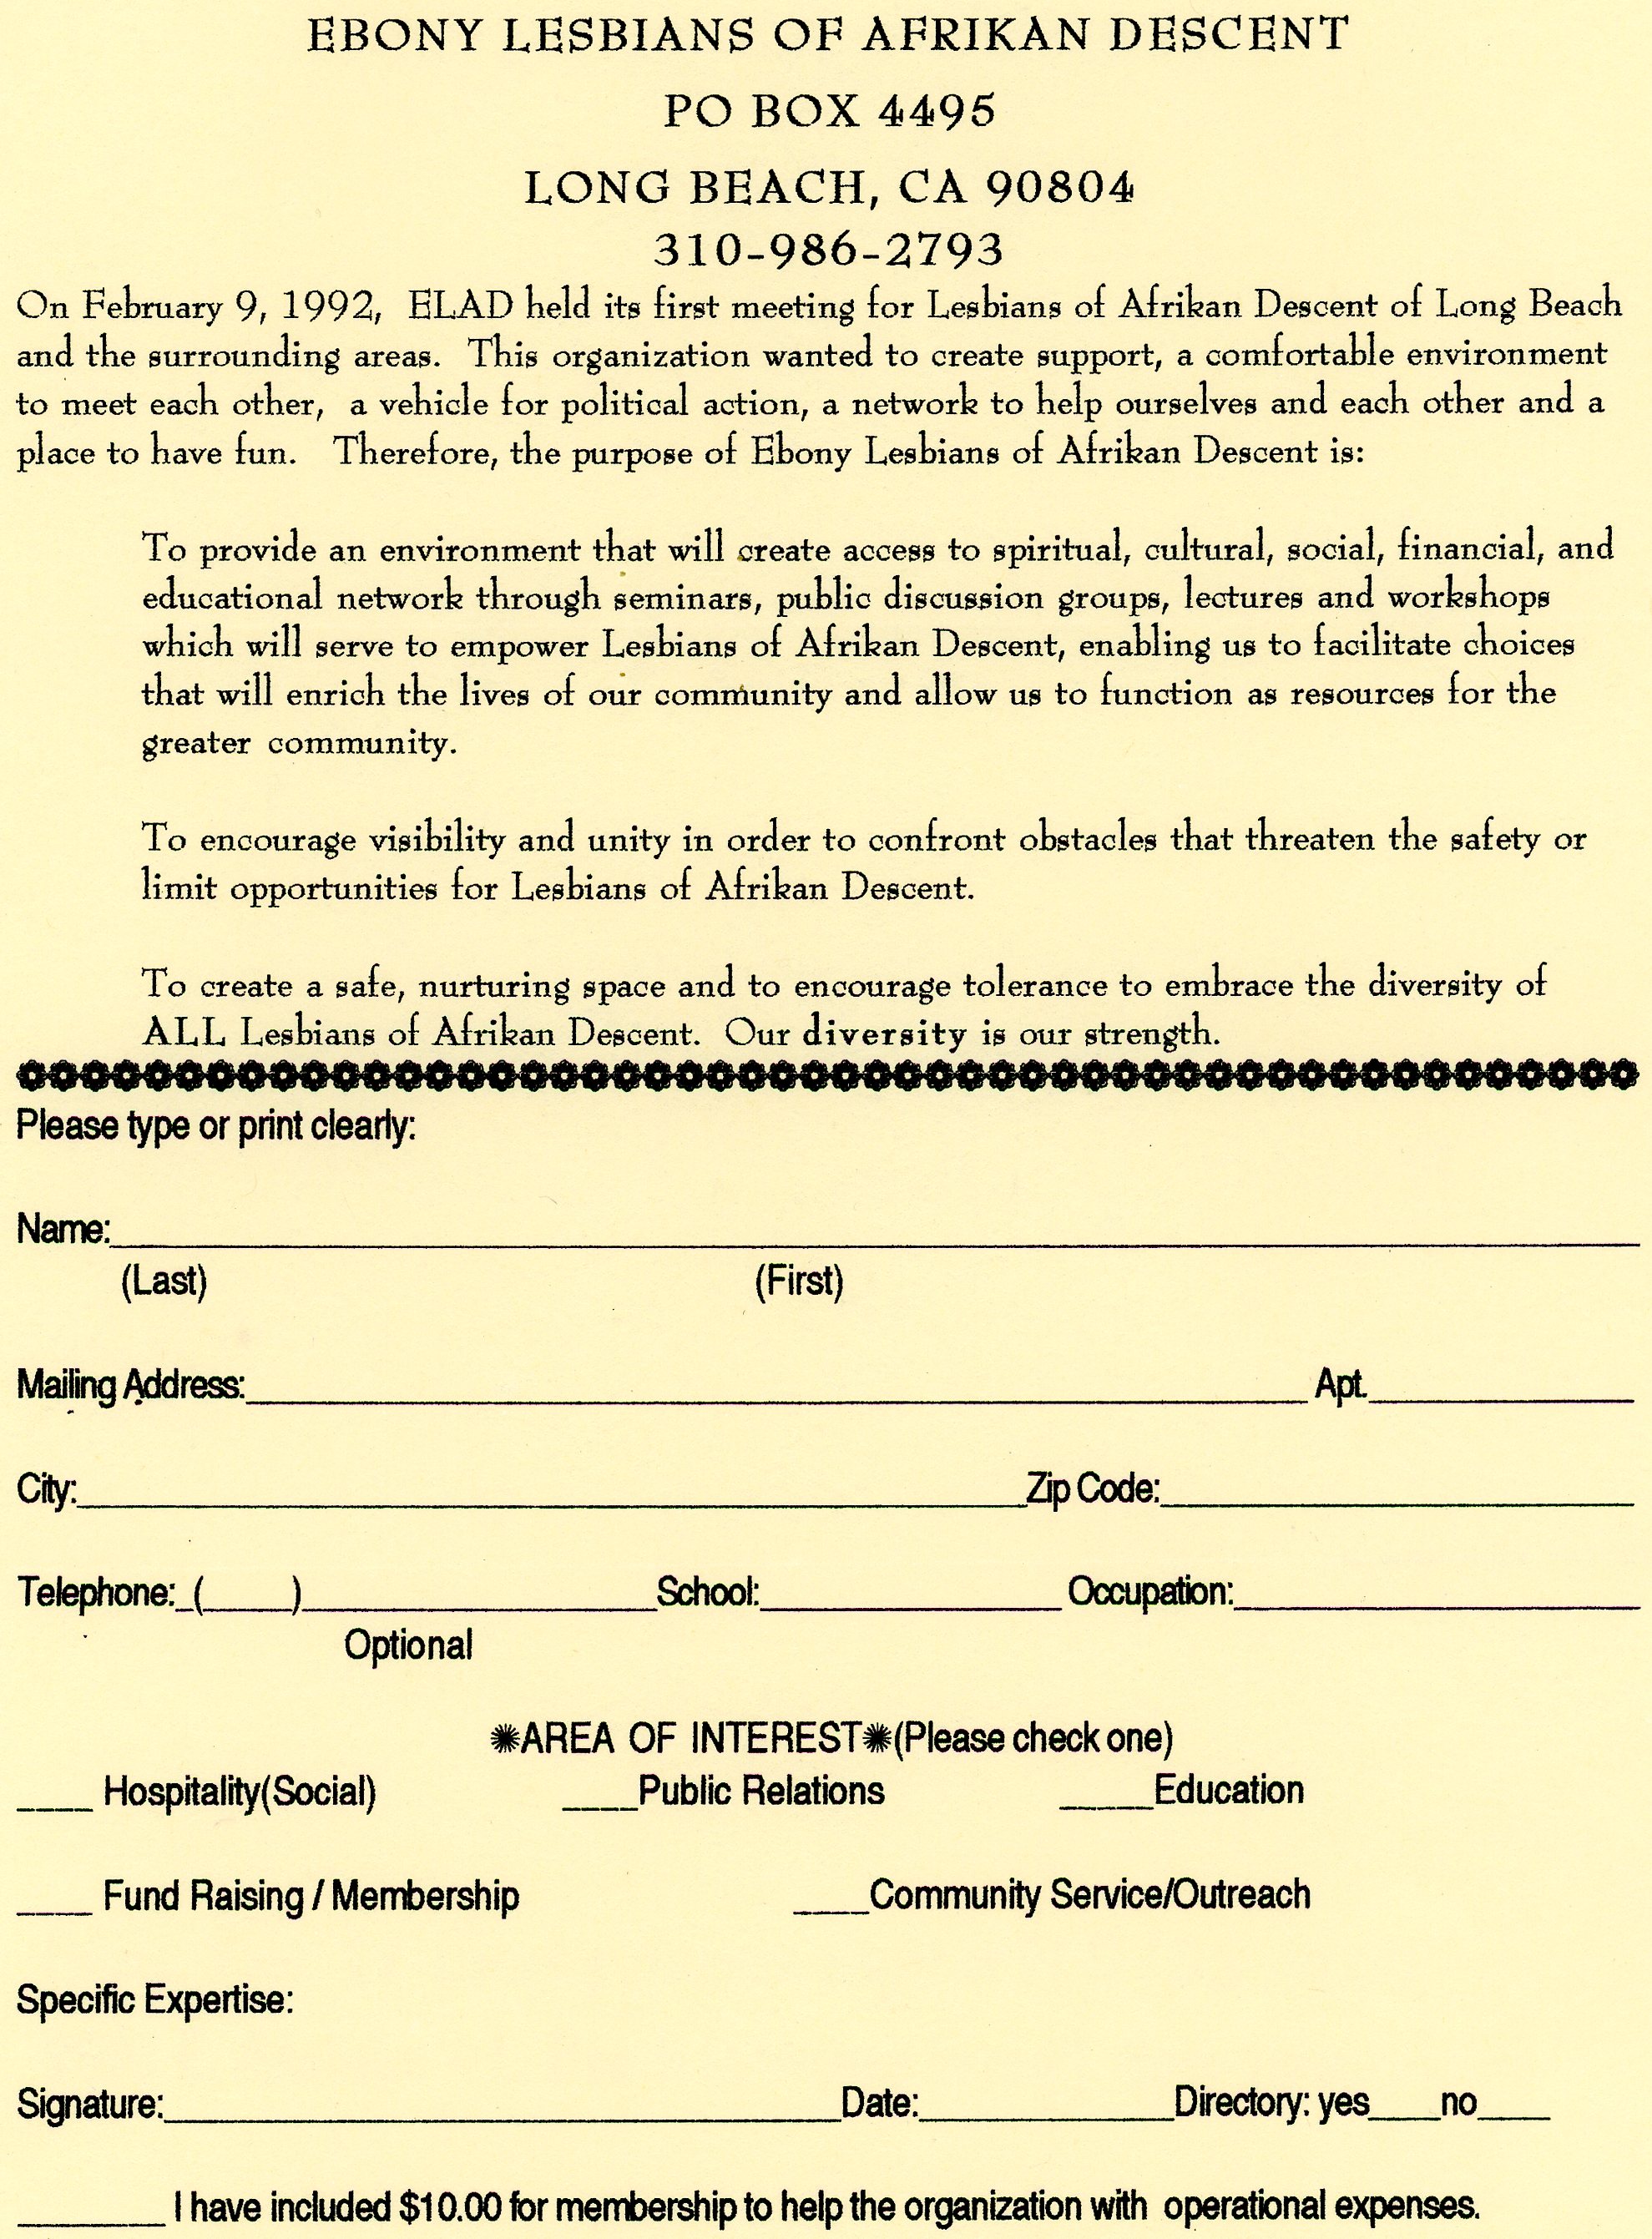 EBONY LESBIANS OF AFRIKAN DESCENT
PO BOX 4495
LONG BEACH, CA 90804
310-986-2793
On February 9, 1992, ELAD held its first meeting for Lesbians of Afrikan Descent of Long Beach
and the surrounding areas. This organization wanted to create support, a comfortable environment
to meet each other, a vehicle for political action, a network to help ourselves and each other and a
place to have fun. Therefore, the purpose of Ebony Lesbians of Afrikan Descent is:
To provide an environment that will create access to spiritual, cultural, social, financial, and
educational network through seminars, public discussion groups, lectures and workshops
which will serve to empower Lesbians of Afrikan Descent, enabling us to facilitate choices
that will enrich the lives of our community and allow us to function as resources for the
greater community.
To encourage visibility and unity in order to confront obstacles that threaten the safety or
limit opportunities for Lesbians of Afrikan Descent.
To create a safe, nurturing space and to encourage tolerance to embrace the diversity of
ALL Lesbians of Afrikan Descent. Our diversity is our strength.
Please type or print clearly:
Name:
(Last) (First)
Mailing Address: Apt.
City: Zip Code:
Telephone: ( ) School: Occupation:
Optional
✺AREA OF INTEREST✺(Please check one)
____ Hospitality(Social) ____Public Relations _____Education
____ Fund Raising / Membership ____Community Service/Outreach
Specific Expertise:
Signature: Date: Directory: yes____no____
________ I have included $10.00 for membership to help the organization with operational expenses.